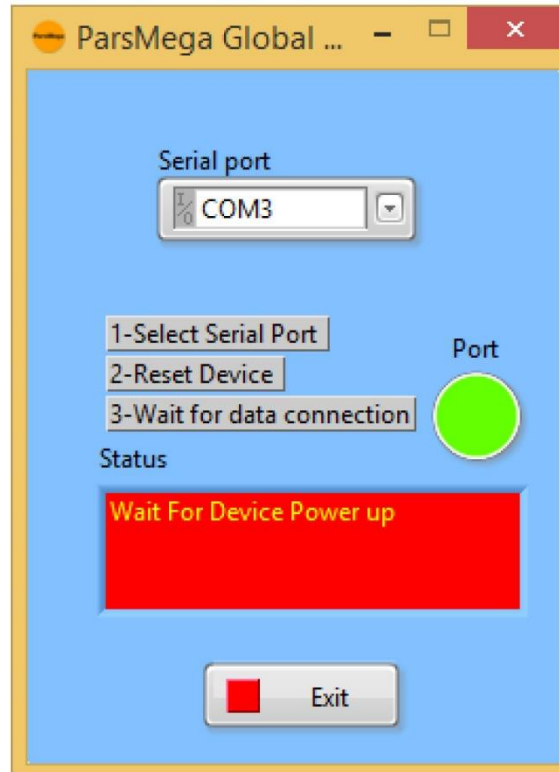 ParsMega Global ...
Serial port
COM3
1-Select Serial Port
2-Reset Device
3-Wait for data connection
Port
Status
Wait For Device Power up
Exit